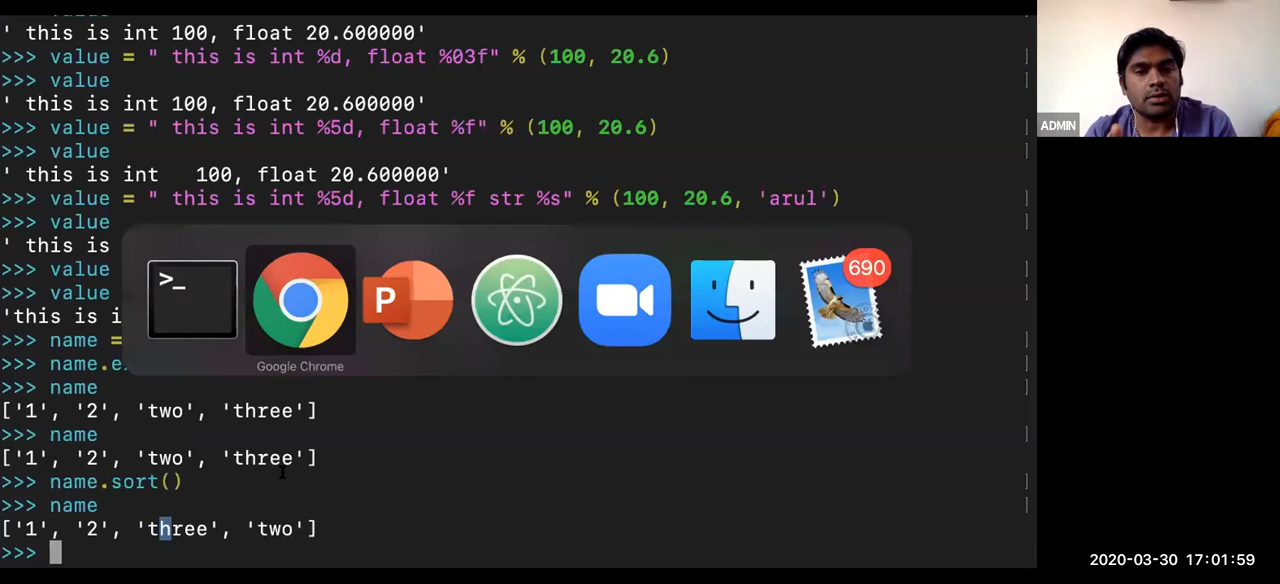 value
' this is int 100, float 20.600000'
>>> value = " this is int %d, float %03f" % (100, 20.6)
>>> value
' this is int 100, float 20.600000'
>>> value = " this is int %5d, float %f" % (100, 20.6)
>>> value
' this is int   100, float 20.600000'
>>> value = " this is int %5d, float %f str %s" % (100, 20.6, 'arul')
>>> value
' this is
>>> value
>>> value
'this is i
>>> name =
>>> name.e
>>> name
['1', '2', 'two', 'three']
>>> name
['1', '2', 'two', 'three']
>>> name.sort()
>>> name
['1', '2', 'three', 'two']
>>>
>_
P
690
Google Chrome
ADMIN
2020-03-30 17:01:59